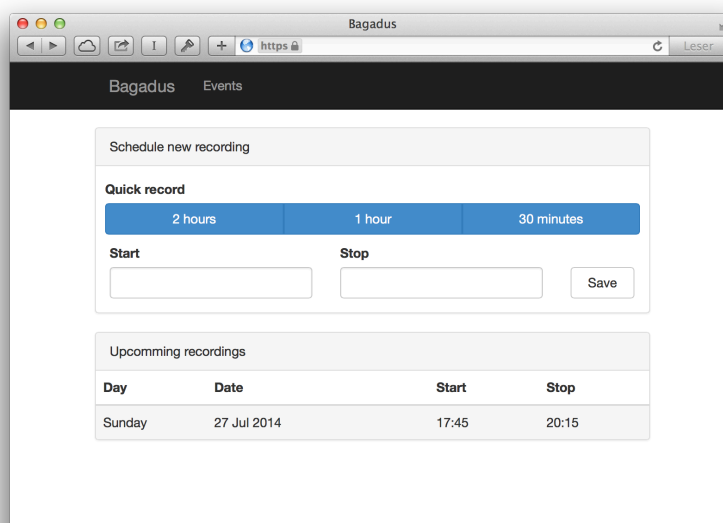 Bagadus
I
https
Leser
Bagadus Events
Schedule new recording
Quick record
2 hours 1 hour 30 minutes
Start Stop
Save
Upcomming recordings
Day Date Start Stop
Sunday 27 Jul 2014 17:45 20:15